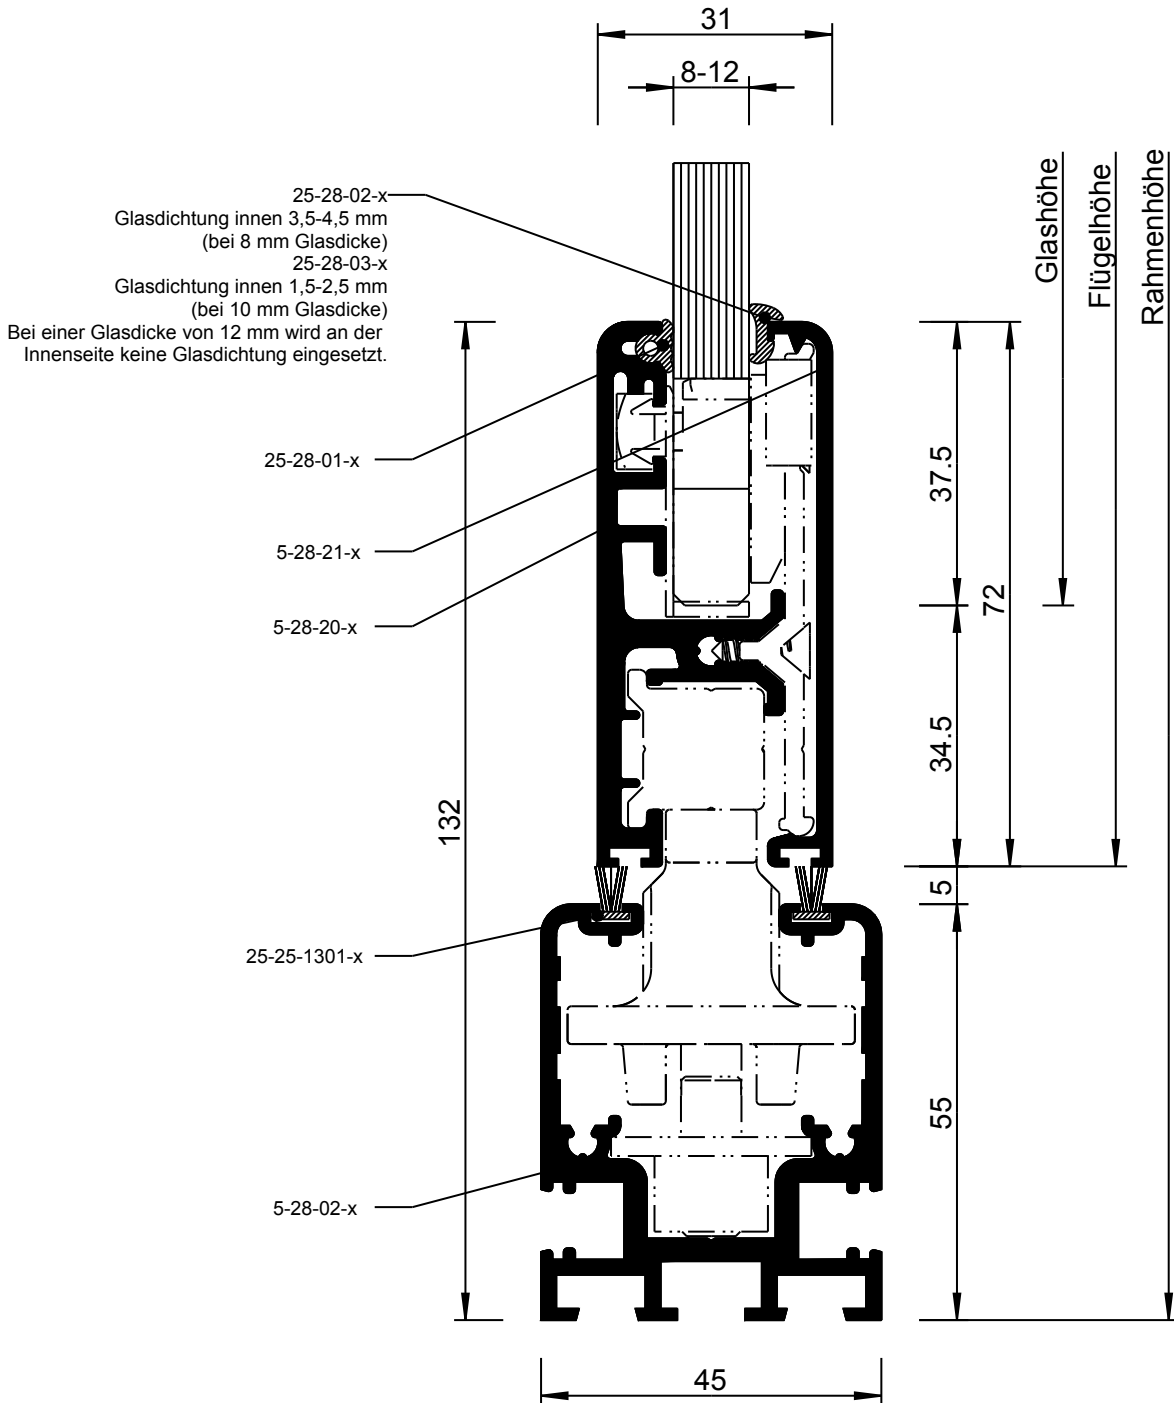 31
8-12
25-28-02-x
Glasdichtung innen 3,5-4,5 mm
(bei 8 mm Glasdicke)
25-28-03-x
Glasdichtung innen 1,5-2,5 mm
(bei 10 mm Glasdicke)
Bei einer Glasdicke von 12 mm wird an der
Innenseite keine Glasdichtung eingesetzt.
Glashöhe
Flügelhöhe
Rahmenhöhe
25-28-01-x
5-28-21-x
5-28-20-x
37.5
72
34.5
132
5
25-25-1301-x
55
5-28-02-x
45